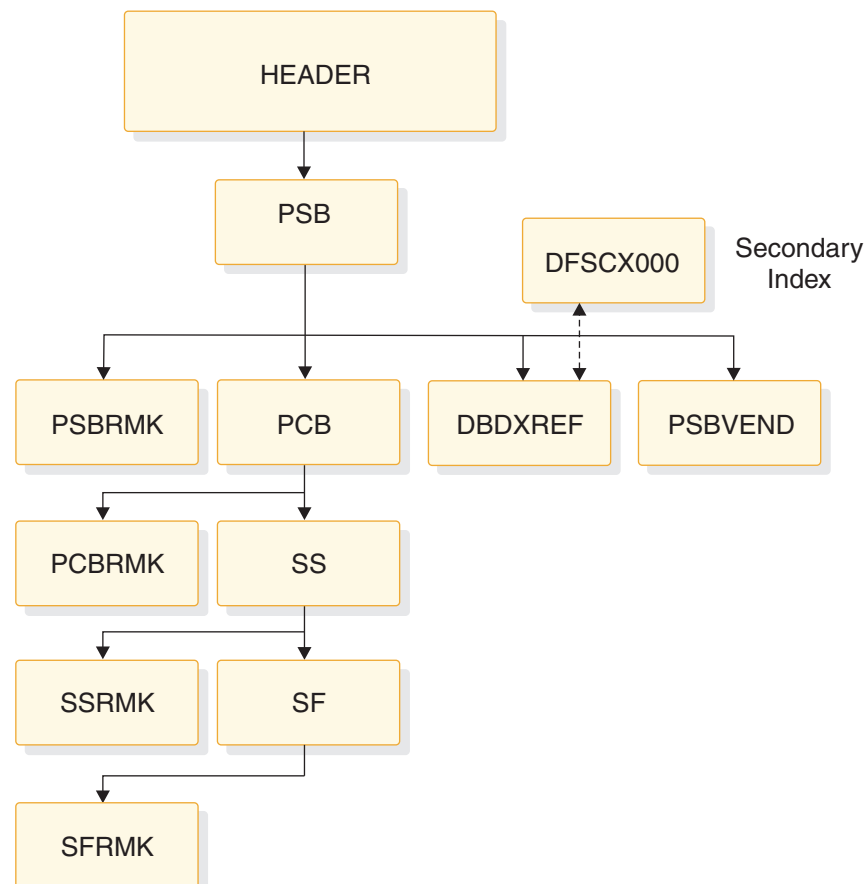 HEADER
PSB
DFSCX000
Secondary
Index
PSBRMK
PCB
DBDXREF
PSBVEND
PCBRMK
SS
SSRMK
SF
SFRMK